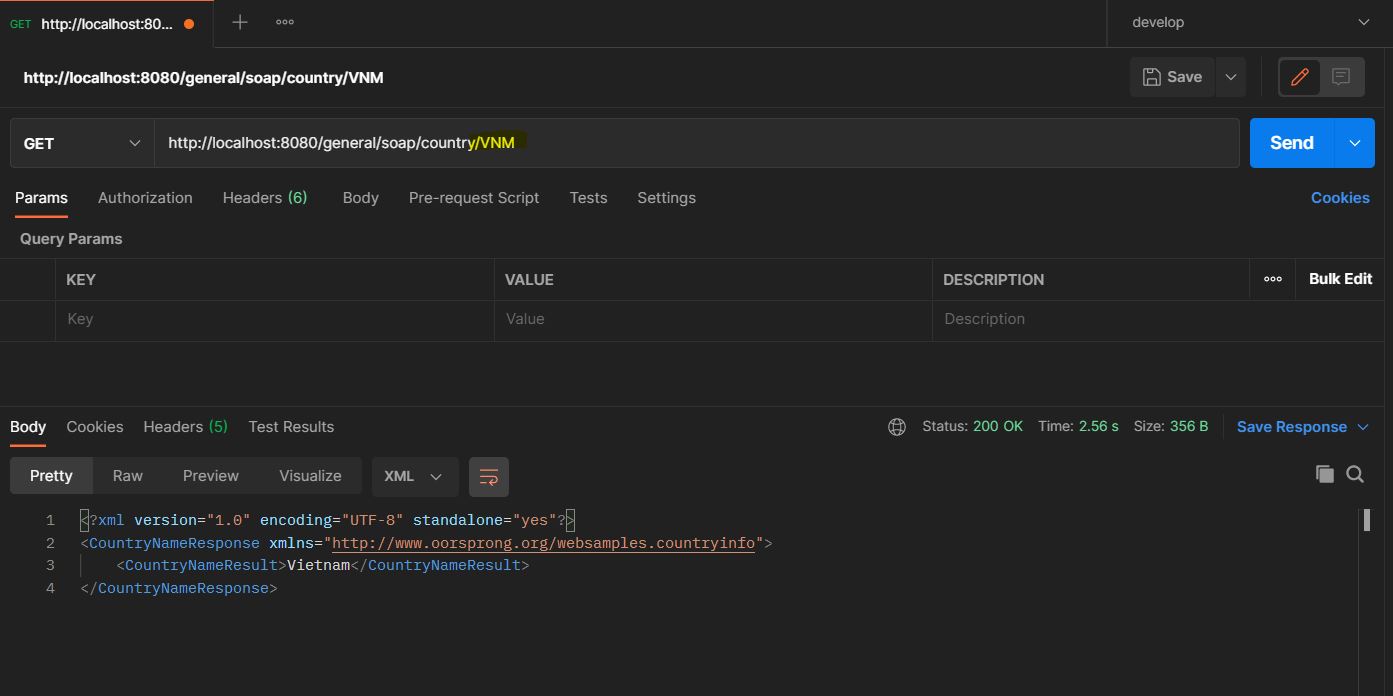 GET http://localhost:80...
develop
http://localhost:8080/general/soap/country/VNM
Save
GET http://localhost:8080/general/soap/country/VNM
Send
Params Authorization Headers (6) Body Pre-request Script Tests Settings Cookies
Query Params
KEY VALUE DESCRIPTION Bulk Edit
Key Value Description
Body Cookies Headers (5) Test Results Status: 200 OK Time: 2.56 s Size: 356 B Save Response
Pretty Raw Preview Visualize XML
1 <?xml version="1.0" encoding="UTF-8" standalone="yes"?>
2 <CountryNameResponse xmlns="http://www.oorsprong.org/websamples.countryinfo">
3 <CountryNameResult>Vietnam</CountryNameResult>
4 </CountryNameResponse>